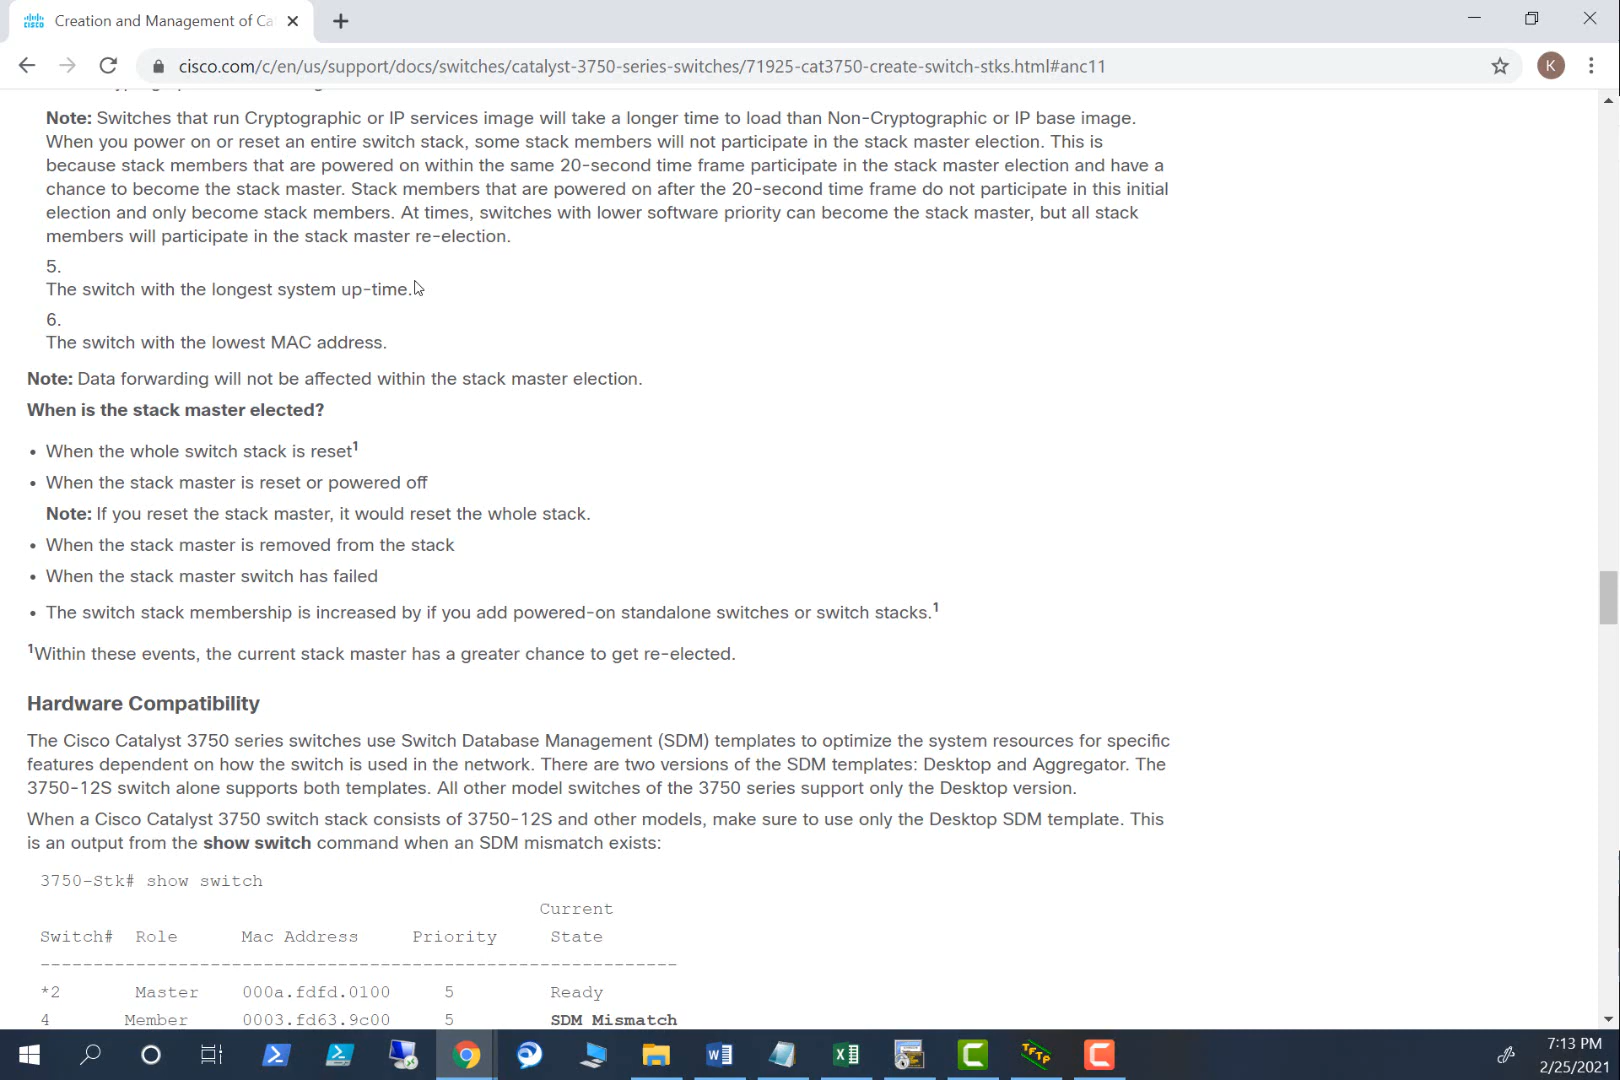 cisco
Creation and Management of Ca
cisco.com/c/en/us/support/docs/switches/catalyst-3750-series-switches/71925-cat3750-create-switch-stks.html#anc11
K
Note: Switches that run Cryptographic or IP services image will take a longer time to load than Non-Cryptographic or IP base image.
When you power on or reset an entire switch stack, some stack members will not participate in the stack master election. This is
because stack members that are powered on within the same 20-second time frame participate in the stack master election and have a
chance to become the stack master. Stack members that are powered on after the 20-second time frame do not participate in this initial
election and only become stack members. At times, switches with lower software priority can become the stack master, but all stack
members will participate in the stack master re-election.
5.
The switch with the longest system up-time.
6.
The switch with the lowest MAC address.
Note: Data forwarding will not be affected within the stack master election.
When is the stack master elected?
• When the whole switch stack is reset1
• When the stack master is reset or powered off
Note: If you reset the stack master, it would reset the whole stack.
• When the stack master is removed from the stack
• When the stack master switch has failed
• The switch stack membership is increased by if you add powered-on standalone switches or switch stacks.1
1Within these events, the current stack master has a greater chance to get re-elected.
Hardware Compatibility
The Cisco Catalyst 3750 series switches use Switch Database Management (SDM) templates to optimize the system resources for specific
features dependent on how the switch is used in the network. There are two versions of the SDM templates: Desktop and Aggregator. The
3750-12S switch alone supports both templates. All other model switches of the 3750 series support only the Desktop version.
When a Cisco Catalyst 3750 switch stack consists of 3750-12S and other models, make sure to use only the Desktop SDM template. This
is an output from the show switch command when an SDM mismatch exists:
3750-Stk# show switch
Current
Switch# Role Mac Address Priority State
------------------------------------------------------------
*2 Master 000a.fdfd.0100 5 Ready
4 Member 0003.fd63.9c00 5 SDM Mismatch
TFTP
7:13 PM
2/25/2021